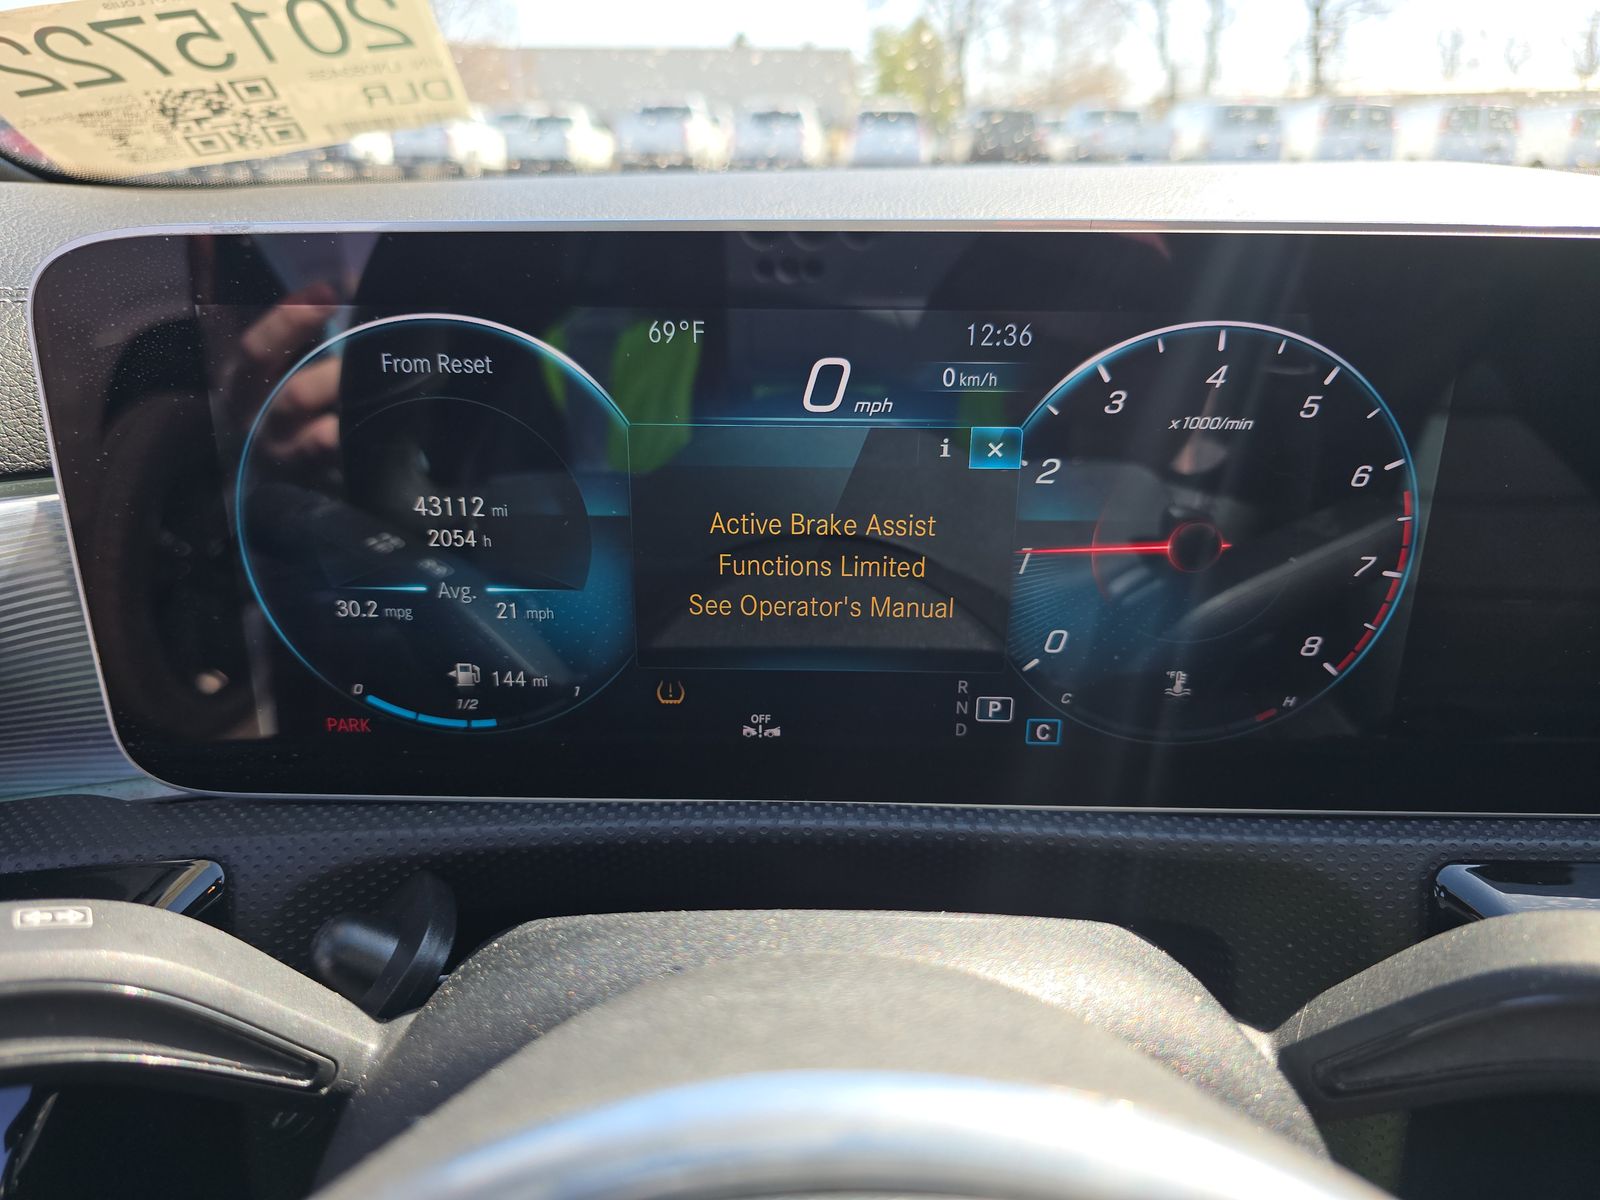 2015722
DLR
69°F
12:36
0 mph
0 km/h
From Reset
43112 mi
2054 h
Avg.
30.2 mpg
21 mph
144 mi
0
1/2
1
PARK
i ×
Active Brake Assist
Functions Limited
See Operator's Manual
OFF
R
N
D
P
C
x1000/min
0
1
2
3
4
5
6
7
8
°F
C
H